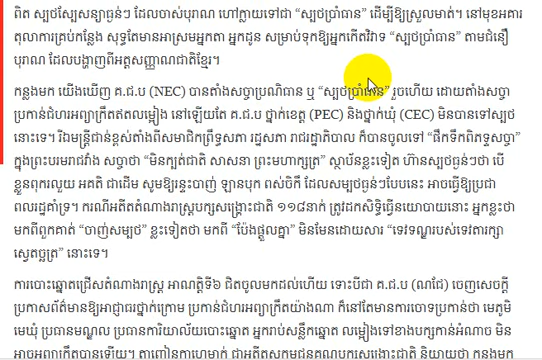 ពិត ស្បថស្បែសន្យាធ្ងន់ៗ ដែលចាស់បុរាណ ហៅក្លាយទៅជា “ស្បថប្រាំធាន” ដើម្បីឱ្យស្រួលមាត់។ នៅមុខអគារ
តុលាការគ្រប់កន្លែង សុទ្ធតែមានអាស្រមអ្នកតា អ្នកដូន សម្រាប់ទុកឱ្យអ្នកកើតវិវាទ “ស្បថប្រាំធាន” តាមជំនឿ
បុរាណ ដែលបង្ហាញពីអត្តសញ្ញាណជាតិខ្មែរ។
កន្លងមក យើងឃើញ គ.ជ.ប (NEC) បានតាំងសច្ចាប្រណិធាន ឬ “ស្បថប្រាំធាន” រួចហើយ ដោយតាំងសច្ចា
ប្រកាន់ជំហរអព្យាក្រឹតឥតលម្អៀង នៅឡើយតែ គ.ជ.ប ថ្នាក់ខេត្ត (PEC) និងថ្នាក់ឃុំ (CEC) មិនបានទៅស្បថ
នោះទេ។ រីឯមន្ត្រីជាន់ខ្ពស់តាំងពីសមាជិកព្រឹទ្ធសភា រដ្ឋសភា រាជរដ្ឋាភិបាល ក៏បានចូលទៅ “ផឹកទឹកពិភទ្ទសច្ចា”
ក្នុងព្រះបរមរាជវាំង សច្ចាថា “មិនក្បត់ជាតិ សាសនា ព្រះមហាក្សត្រ” ស្ថាប័នខ្លះទៀត ហ៊ានស្បថធ្ងន់ៗថា បើ
ខ្លួនពុករលួយ អគតិ ជាដើម សូមឱ្យរន្ទះបាញ់ ឡានបុក ពស់ចឹកក៏ ដែលសម្បថធ្ងន់ៗបែបនេះ អាចធ្វើឱ្យប្រជា
ពលរដ្ឋគាំទ្រ។ ករណីអតីតតំណាងរាស្ត្របក្សសង្គ្រោះជាតិ ១១៨នាក់ ត្រូវដកសិទ្ធិធ្វើនយោបាយនោះ អ្នកខ្លះថា
មកពីពួកគាត់ “ចាញ់សម្បថ” ខ្លះទៀតថា មកពី “ប៉ែងផ្តួលគ្នា” មិនមែនដោយសារ “ទេវទណ្ឌរបស់ទេវតារក្សា
ស្វេតច្ឆត្រ” នោះទេ។
ការបោះឆ្នោតជ្រើសតំណាងរាស្ត្រ អាណត្តិទី៦ ជិតចូលមកដល់ហើយ ទោះបីជា គ.ជ.ប (ណជែ) ចេញសេចក្តី
ប្រកាសព័ត៌មានឱ្យអាជ្ញាធរថ្នាក់ក្រោម ប្រកាន់ជំហរអព្យាក្រឹតយ៉ាងណា ក៏នៅតែមានការចោទប្រកាន់ថា មេភូមិ
មេឃុំ ប្រធានមណ្ឌល ប្រធានការិយាល័យបោះឆ្នោត អ្នករាប់សន្លឹកឆ្នោត លម្អៀងទៅខាងបក្សកាន់អំណាច មិន